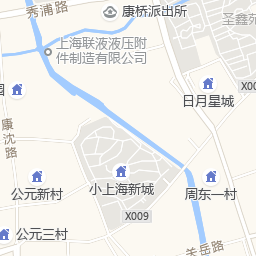 秀浦路
康桥派出所
圣鑫苑
上海联液液压附
件制造有限公司
X009
日月星城
园
康沈路
公元新村
小上海新城
周东一村
X009
公元三村
关岳路